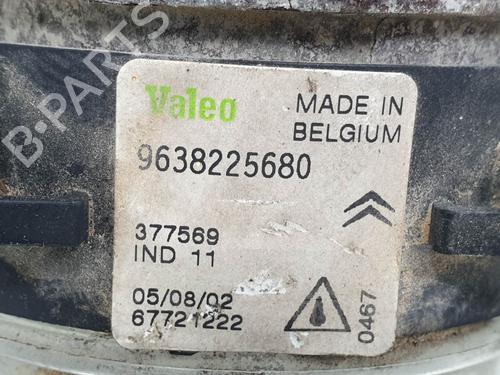 B-PARTS
Valeo
MADE IN
BELGIUM
9638225680
377569
IND 11
05/08/02
67721222
0467